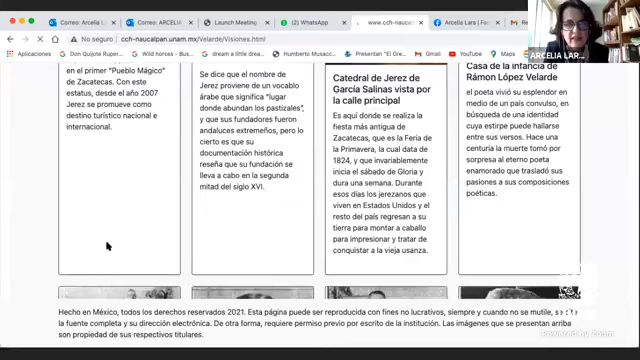 Correo: Arcelia L
Correo: ARCELIA
Launch Meeting
WhatsApp
www.cch-naucalpan.u
Arcelia Lara | Fac
Re
No seguro
cch-naucalpan.unam.mx/Velarde/Visiones.html
Aplicaciones
Don Quijote Ruper...
Wild horses - Bus...
dream a little drea...
Humberto Musacc...
Presentan "El Gre...
Gmail
YouTube
ARCELIA LAR...
en el primer "Pueblo Mágico"
de Zacatecas. Con este
estatus, desde el año 2007
Jerez se promueve como
destino turístico nacional e
internacional.
Se dice que el nombre de
Jerez proviene de un vocablo
árabe que significa "lugar
donde abundan los pastizales",
y que sus fundadores fueron
andaluces extremeños, pero lo
cierto es que su
documentación histórica
reseña que su fundación se
lleva a cabo en la segunda
mitad del siglo XVI.
Catedral de Jerez de
García Salinas vista por
la calle principal
Es aquí donde se realiza la
fiesta más antigua de
Zacatecas, que es la Feria de
la Primavera, la cual data de
1824, y que invariablemente
inicia el sábado de Gloria y
dura una semana. Durante
esos días los jerezanos que
viven en Estados Unidos y el
resto del país regresan a su
tierra para montar a caballo
para impresionar y tratar de
conquistar a la vieja usanza.
Casa de la infancia de
Ramón López Velarde
el poeta vivió su esplendor en
medio de un país convulso, en
búsqueda de una identidad
cuya estirpe puede hallarse
entre sus versos. Hace una
centuria la muerte tomó por
sorpresa al eterno poeta
enamorado que trasladó sus
pasiones a sus composiciones
poéticas.
Hecho en México, todos los derechos reservados 2021. Esta página puede ser reproducida con fines no lucrativos, siempre y cuando no se mutile, se cite
la fuente completa y su dirección electrónica. De otra forma, requiere permiso previo por escrito de la institución. Las imágenes que se presentan arriba
son propiedad de sus respectivos titulares.
Powered by Zoom